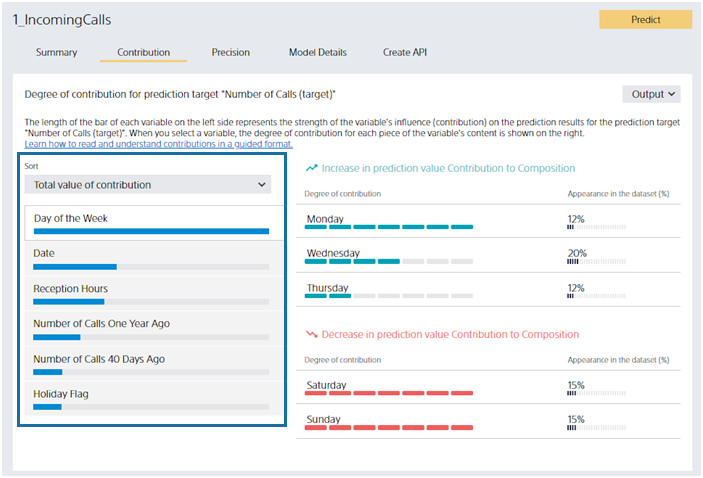 1_IncomingCalls
Predict
Summary
Contribution
Precision
Model Details
Create API
Degree of contribution for prediction target "Number of Calls (target)"
Output
The length of the bar of each variable on the left side represents the strength of the variable's influence (contribution) on the prediction results for the prediction target
"Number of Calls (target)". When you select a variable, the degree of contribution for each piece of the variable's content is shown on the right.
Learn how to read and understand contributions in a guided format.
Sort
Total value of contribution
Day of the Week
Date
Reception Hours
Number of Calls One Year Ago
Number of Calls 40 Days Ago
Holiday Flag
Increase in prediction value Contribution to Composition
Degree of contribution
Appearance in the dataset (%)
Monday
12%
Wednesday
20%
Thursday
12%
Decrease in prediction value Contribution to Composition
Degree of contribution
Appearance in the dataset (%)
Saturday
15%
Sunday
15%